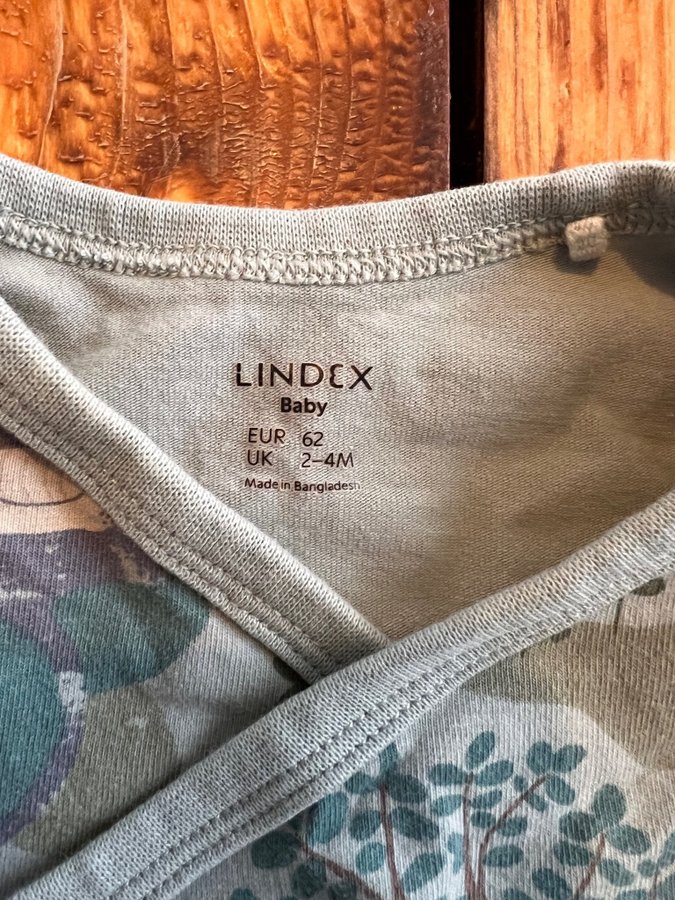 LINDEX
Baby
EUR 62
UK 2–4M
Made in Bangladesh